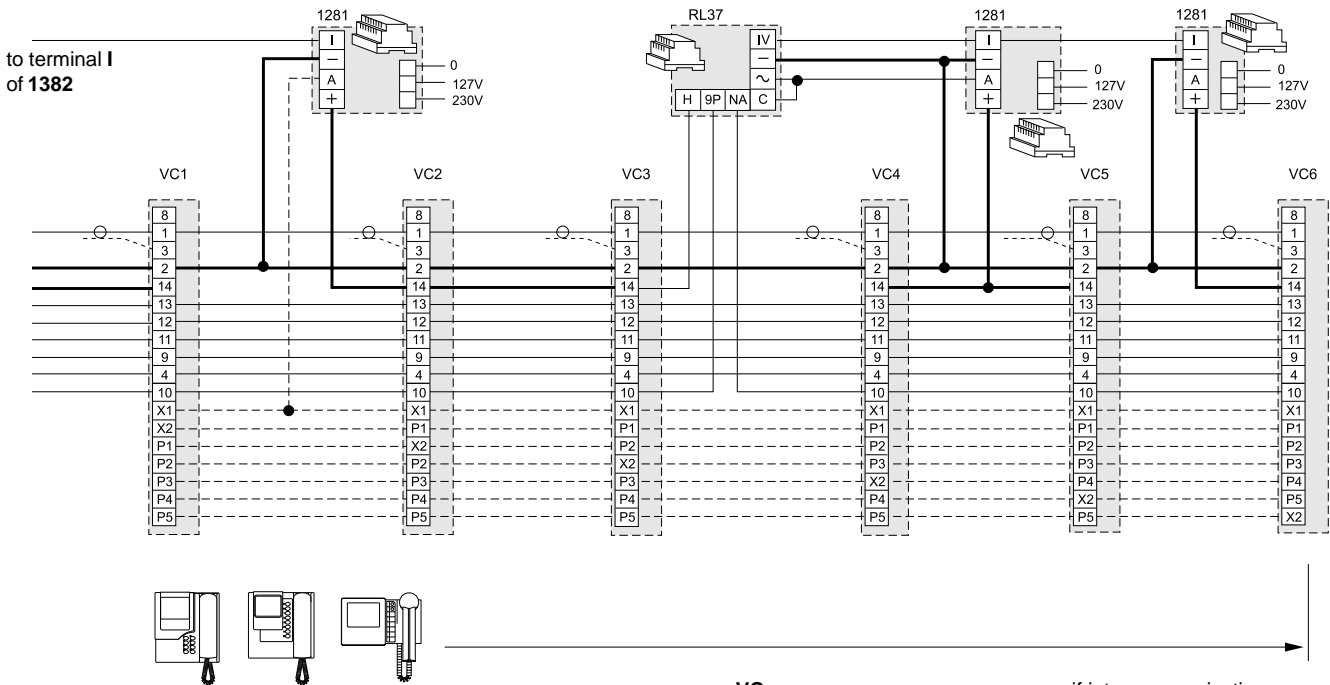 1281
RL37
1281
1281
to terminal I
of 1382
I
–
A
+
0
127V
230V
IV
–
~
H 9P NA C
I
–
A
+
0
127V
230V
I
–
A
+
0
127V
230V
VC1
VC2
VC3
VC4
VC5
VC6
8 8 8 8 8 8
1 1 1 1 1 1
3 3 3 3 3 3
2 2 2 2 2 2
14 14 14 14 14 14
13 13 13 13 13 13
12 12 12 12 12 12
11 11 11 11 11 11
9 9 9 9 9 9
4 4 4 4 4 4
10 10 10 10 10 10
X1 X1 X1 X1 X1 X1
X2 P1 P1 P1 P1 P1
P1 X2 P2 P2 P2 P2
P2 P2 X2 P3 P3 P3
P3 P3 P3 X2 P4 P4
P4 P4 P4 P4 X2 P5
P5 P5 P5 P5 P5 X2